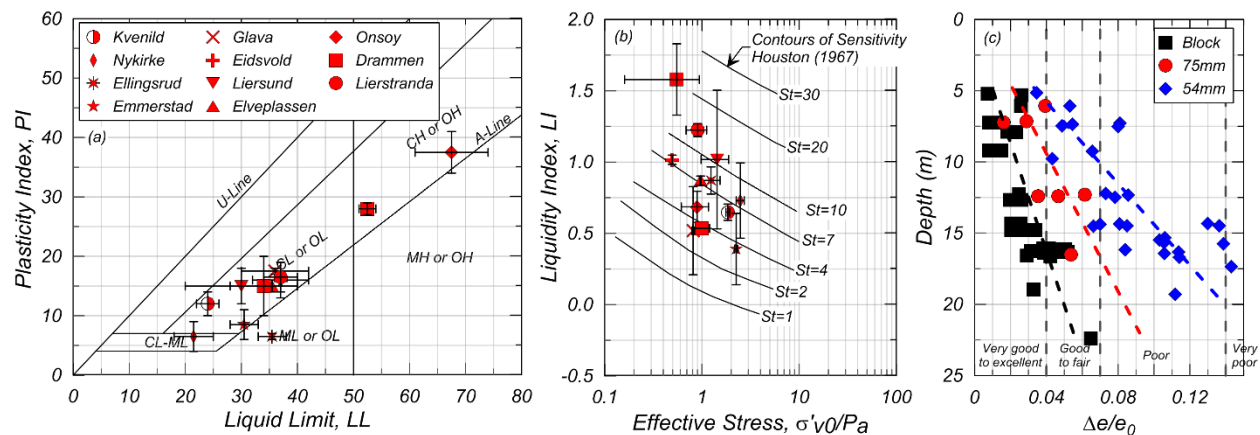 Plasticity Index, PI
60
50
40
30
20
10
0
0
10
20
30
40
50
60
70
80
Liquid Limit, LL
Kvenild
Glava
Onsoy
Nykirke
Eidsvold
Drammen
Ellingsrud
Liersund
Lierstranda
Emmerstad
Elveplassen
(a)
U-Line
CH or OH
A-Line
CL or OL
MH or OH
CL-ML
ML or OL
Liquidity Index, LI
2.0
1.5
1.0
0.5
0.0
-0.5
0.1
1
10
100
Effective Stress, σ'v0/Pa
(b)
Contours of Sensitivity
Houston (1967)
St=30
St=20
St=10
St=7
St=4
St=2
St=1
Depth (m)
0
5
10
15
20
25
0
0.04
0.08
0.12
Δe/e0
(c)
Block
75mm
54mm
Very good
to excellent
Good
to fair
Poor
Very
poor